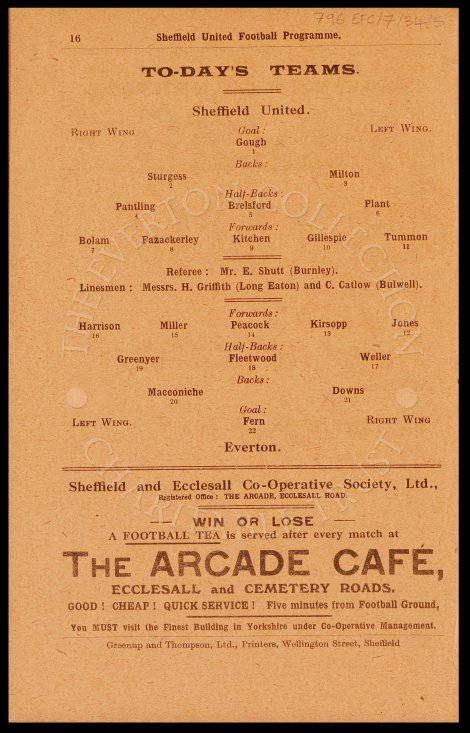 796 EFC/7/34/5
16 Sheffield United Football Programme.
TO-DAY'S TEAMS.
Sheffield United.
RIGHT WING Goal: LEFT WING.
Gough
1
Backs:
Sturgess Milton
2 3
Half-Backs:
Pantling Brelsford Plant
4 5 6
Forwards:
Bolam Fazackerley Kitchen Gillespie Tummon
7 8 9 10 11
Referee: Mr. E. Shutt (Burnley).
Linesmen: Messrs. H. Griffith (Long Eaton) and C. Catlow (Bulwell).
Forwards:
Harrison Miller Peacock Kirsopp Jones
16 15 14 13 12
Half-Backs:
Greenyer Fleetwood Weller
19 18 17
Backs:
Macconiche Downs
20 21
Goal:
LEFT WING. Fern RIGHT WING
22
Everton.
Sheffield and Ecclesall Co-Operative Society, Ltd.,
Registered Office: THE ARCADE, ECCLESALL ROAD.
WIN OR LOSE
A FOOTBALL TEA is served after every match at
THE ARCADE CAFÉ,
ECCLESALL and CEMETERY ROADS.
GOOD! CHEAP! QUICK SERVICE! Five minutes from Football Ground,
You MUST visit the Finest Building in Yorkshire under Co-Operative Management.
Greenup and Thompson, Ltd., Printers, Wellington Street, Sheffield
THE EVERTON COLLECTION
CHARITABLE TRUST